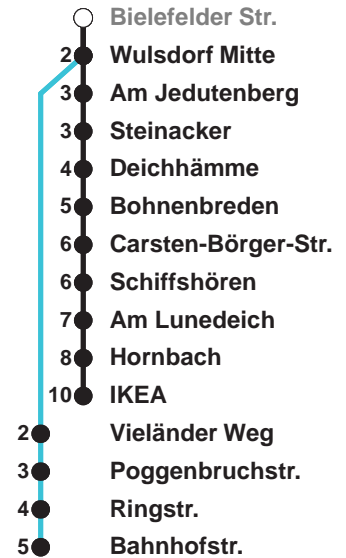 Bielefelder Str.
2 Wulsdorf Mitte
3 Am Jedutenberg
3 Steinacker
4 Deichhämme
5 Bohnenbreden
6 Carsten-Börger-Str.
6 Schiffshören
7 Am Lunedeich
8 Hornbach
10 IKEA
2 Vieländer Weg
3 Poggenbruchstr.
4 Ringstr.
5 Bahnhofstr.